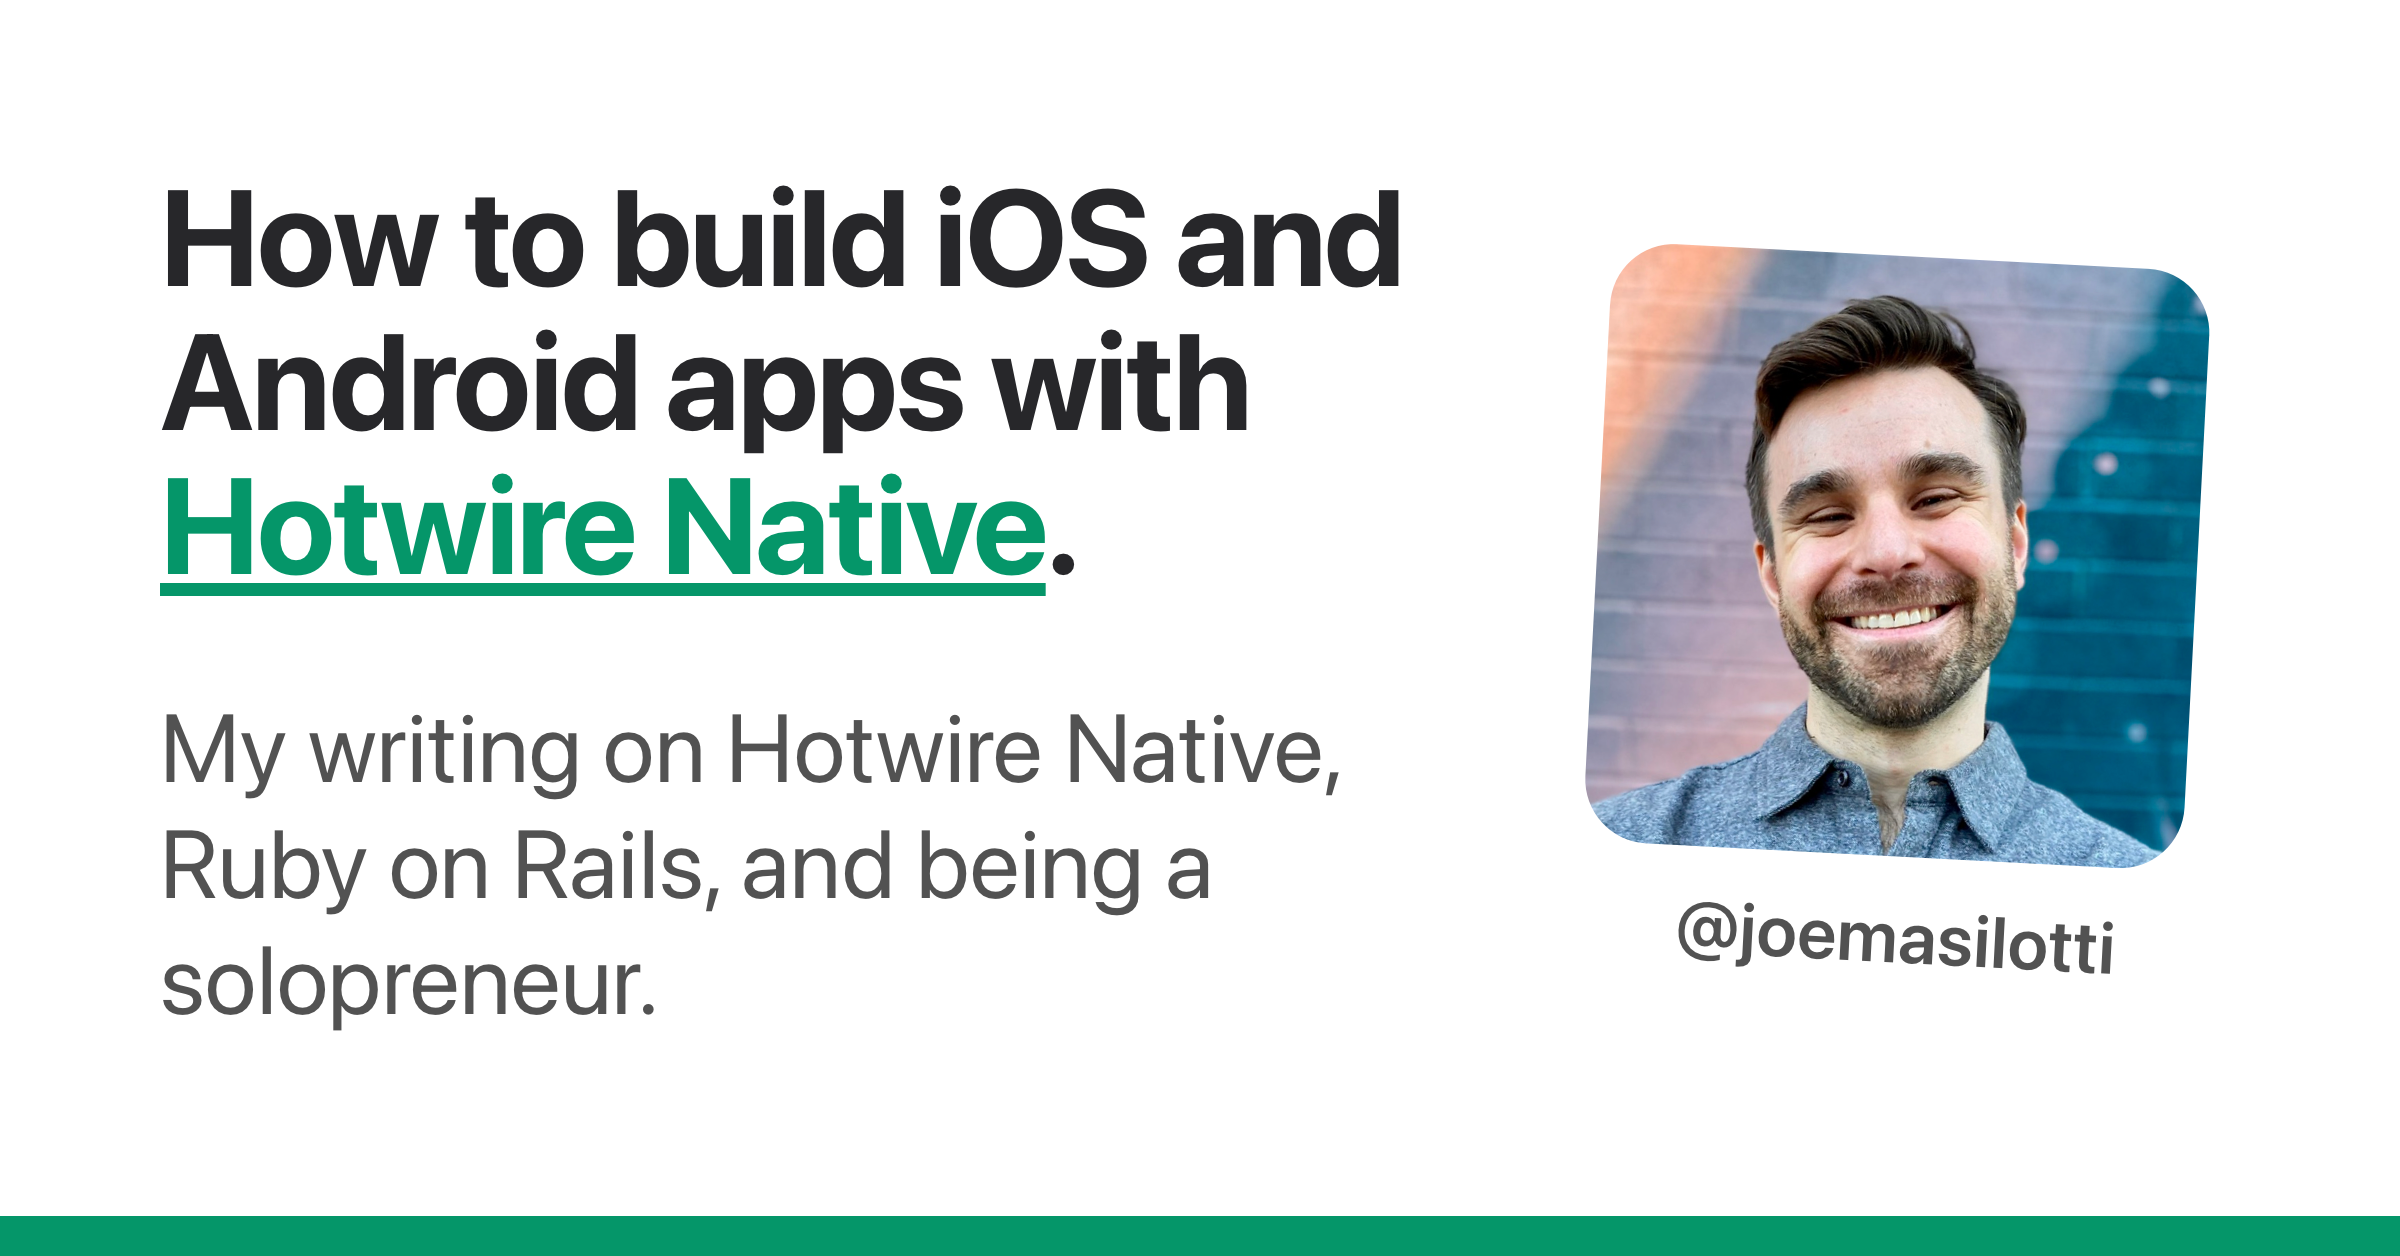 How to build iOS and
Android apps with
Hotwire Native.
My writing on Hotwire Native,
Ruby on Rails, and being a
solopreneur.
@joemasilotti